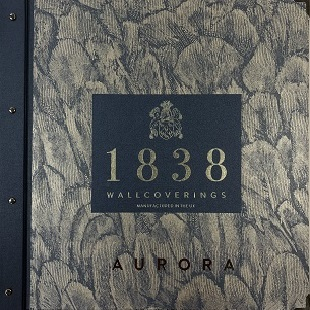 1838
WALLCOVERINGS
MANUFACTURED IN THE UK
AURORA